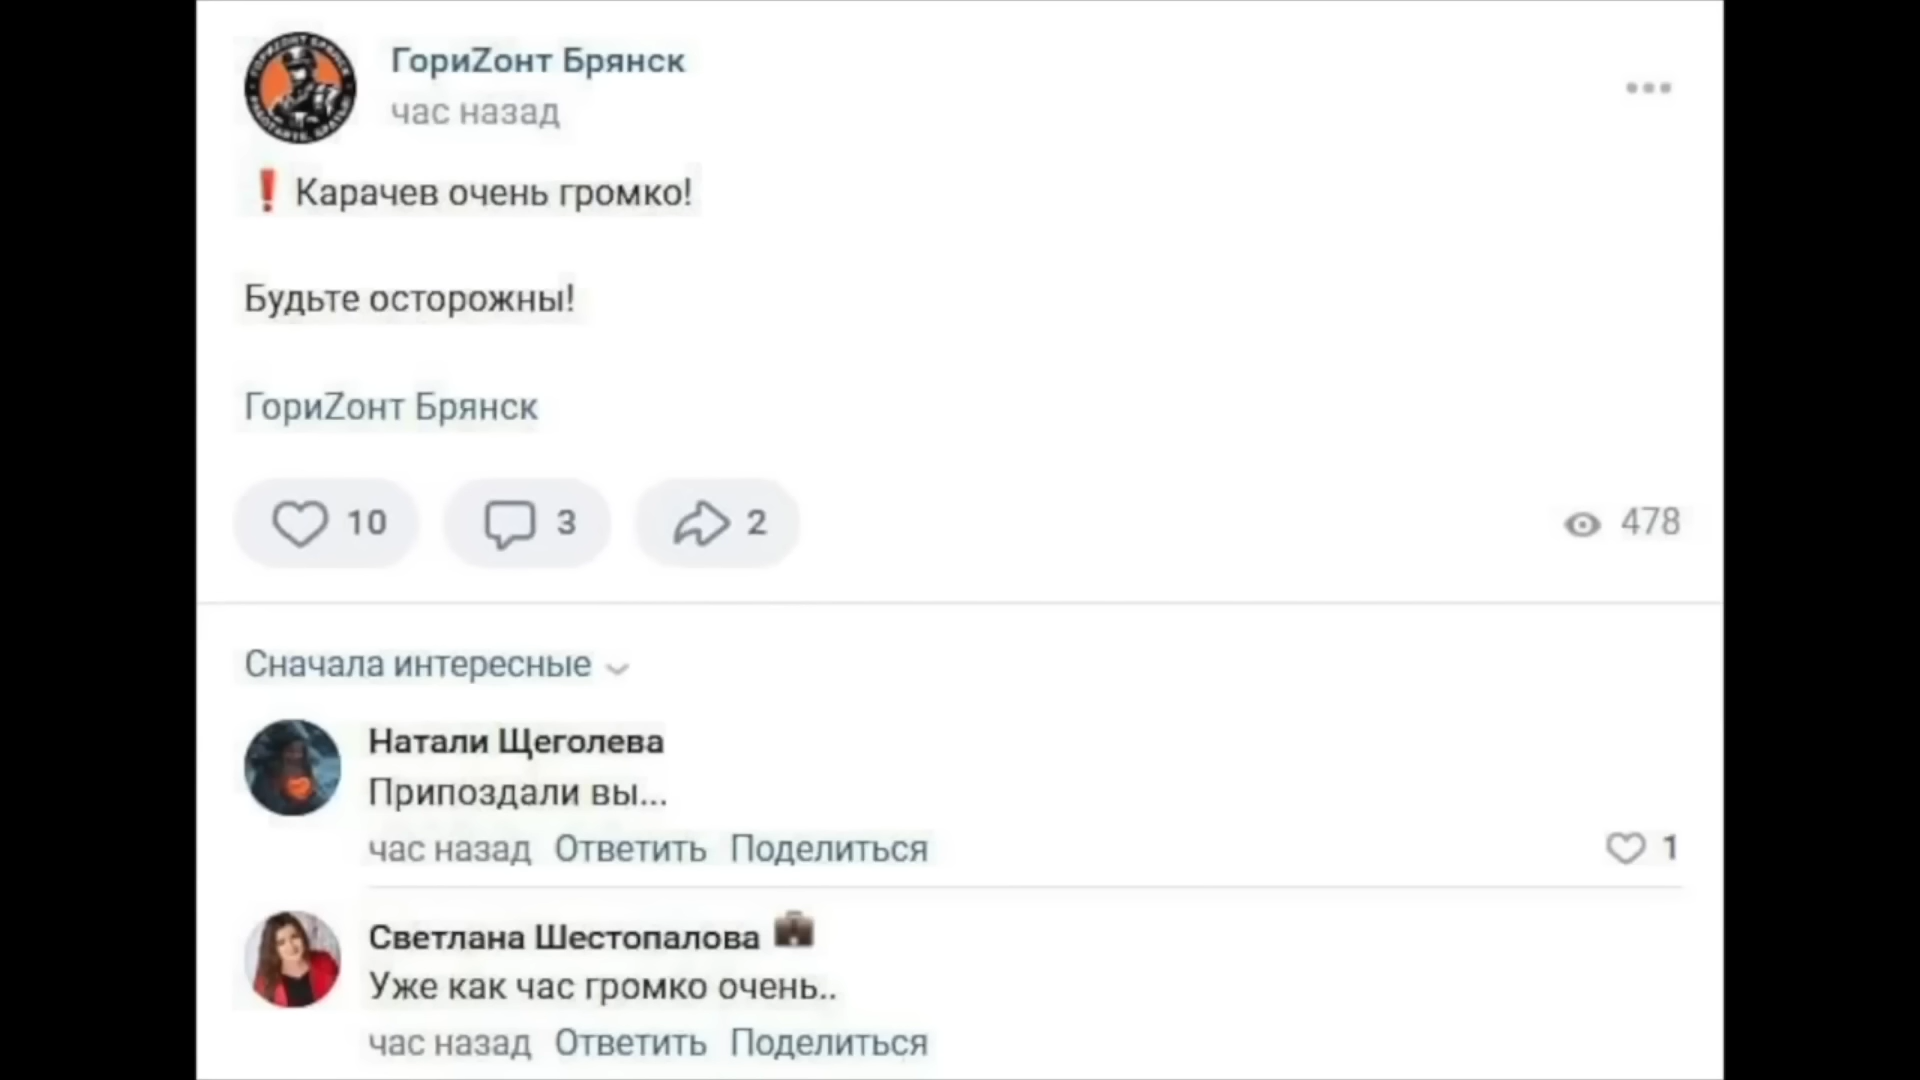 ГориZонт Брянск
час назад
❗ Карачев очень громко!
Будьте осторожны!
ГориZонт Брянск
10 3 2 478
Сначала интересные
Натали Щеголева
Припоздали вы...
час назад Ответить Поделиться 1
Светлана Шестопалова
Уже как час громко очень..
час назад Ответить Поделиться